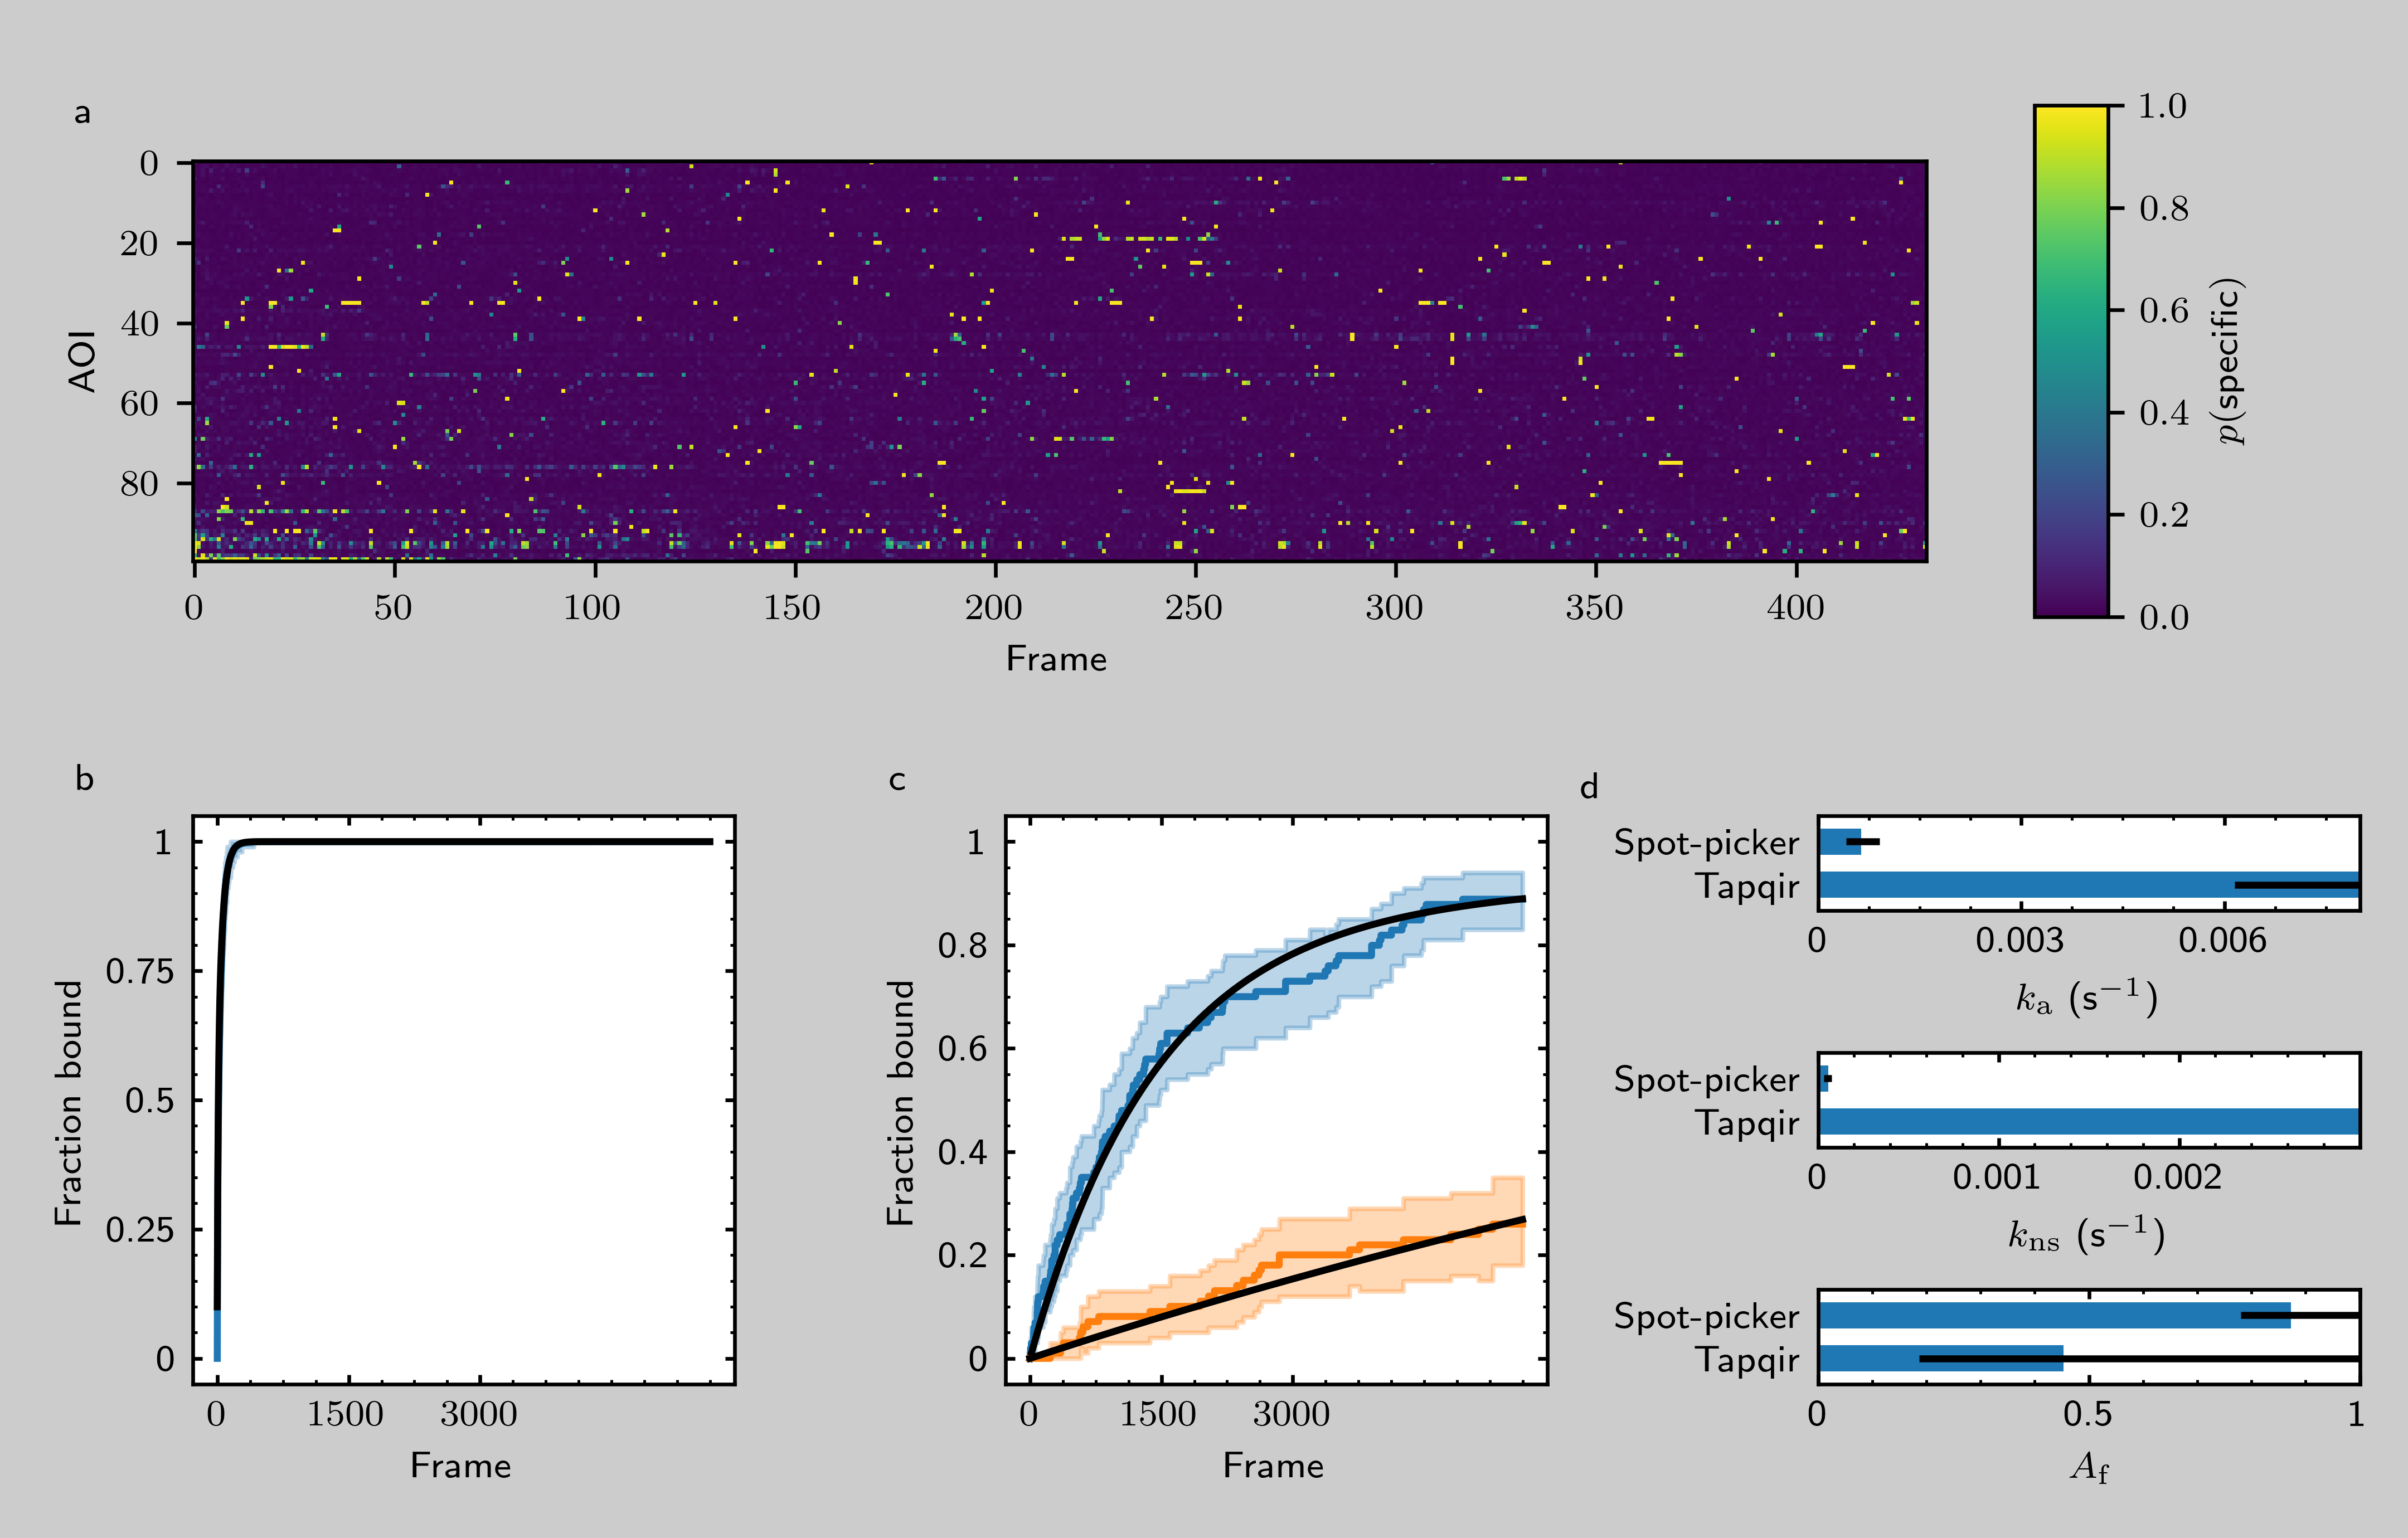 a
0
20
40
60
80
AOI
0 50 100 150 200 250 300 350 400
Frame
1.0
0.8
0.6
0.4
0.2
0.0
p(specific)
b
1
0.75
0.5
0.25
0
Fraction bound
0 1500 3000
Frame
c
1
0.8
0.6
0.4
0.2
0
Fraction bound
0 1500 3000
Frame
d
Spot-picker
Tapqir
0 0.003 0.006
kₐ (s⁻¹)
Spot-picker
Tapqir
0 0.001 0.002
kₙₛ (s⁻¹)
Spot-picker
Tapqir
0 0.5 1
A_f